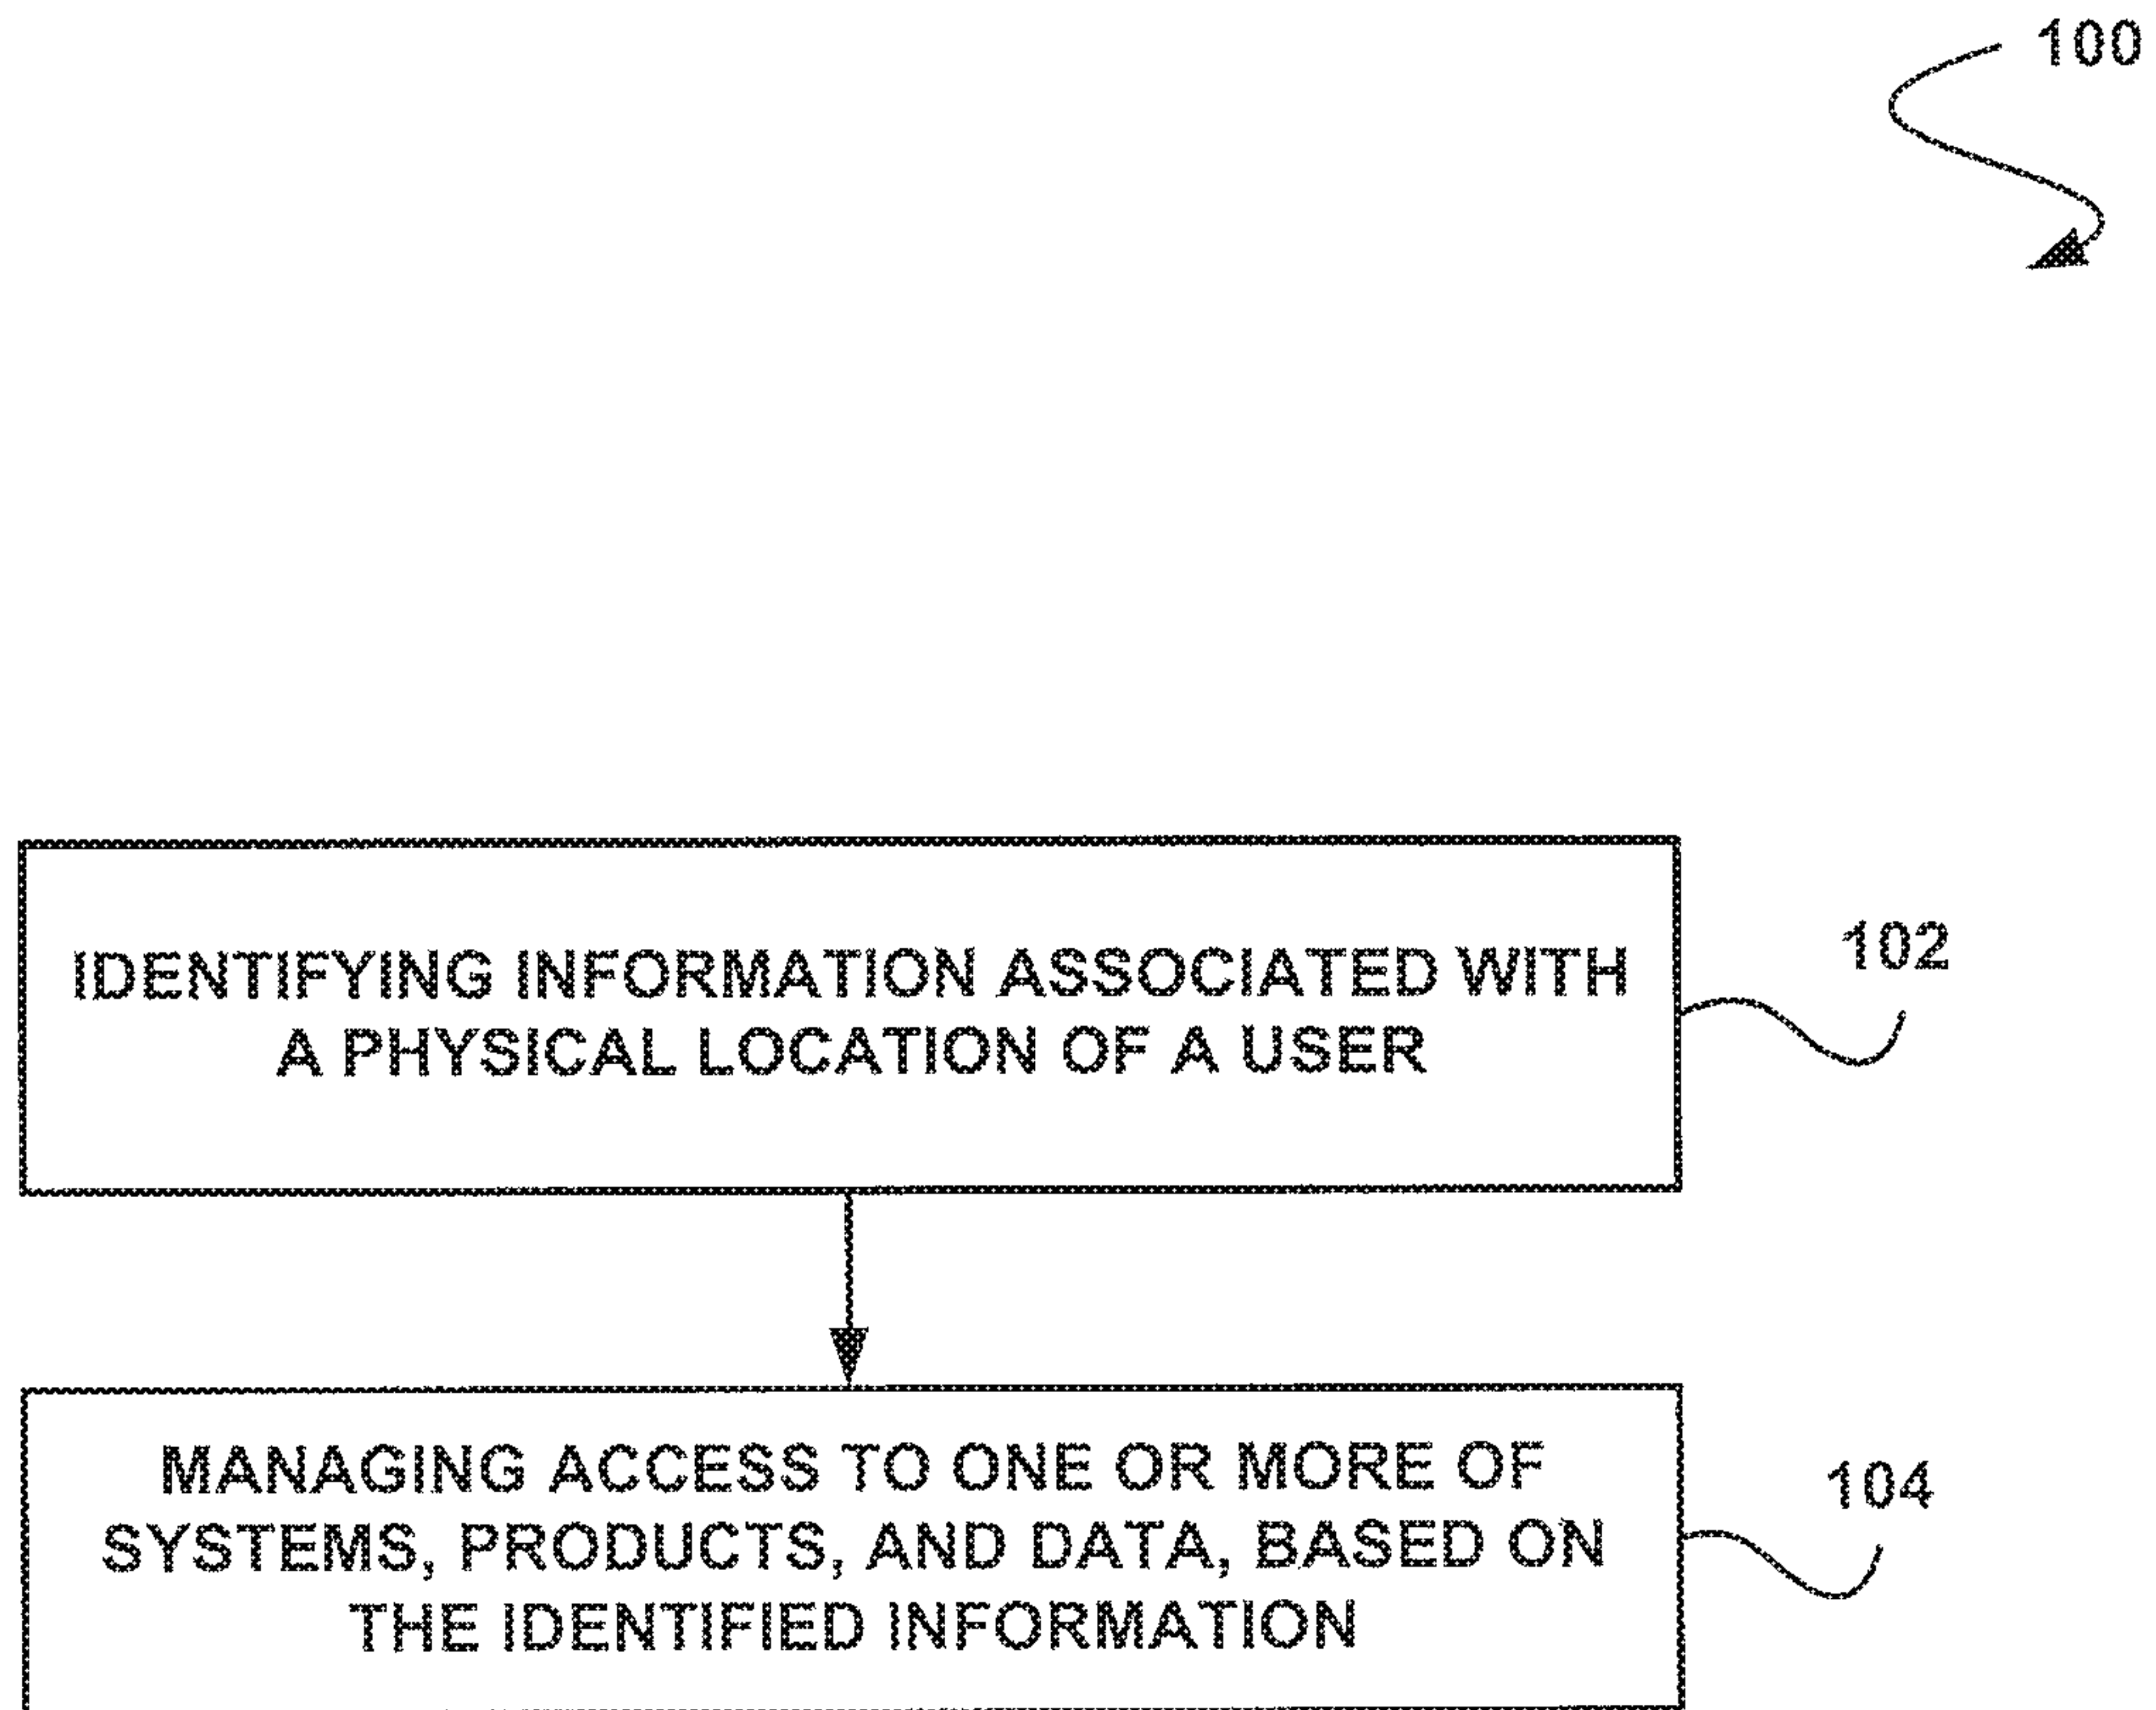 100
IDENTIFYING INFORMATION ASSOCIATED WITH
A PHYSICAL LOCATION OF A USER
102
MANAGING ACCESS TO ONE OR MORE OF
SYSTEMS, PRODUCTS, AND DATA, BASED ON
THE IDENTIFIED INFORMATION
104